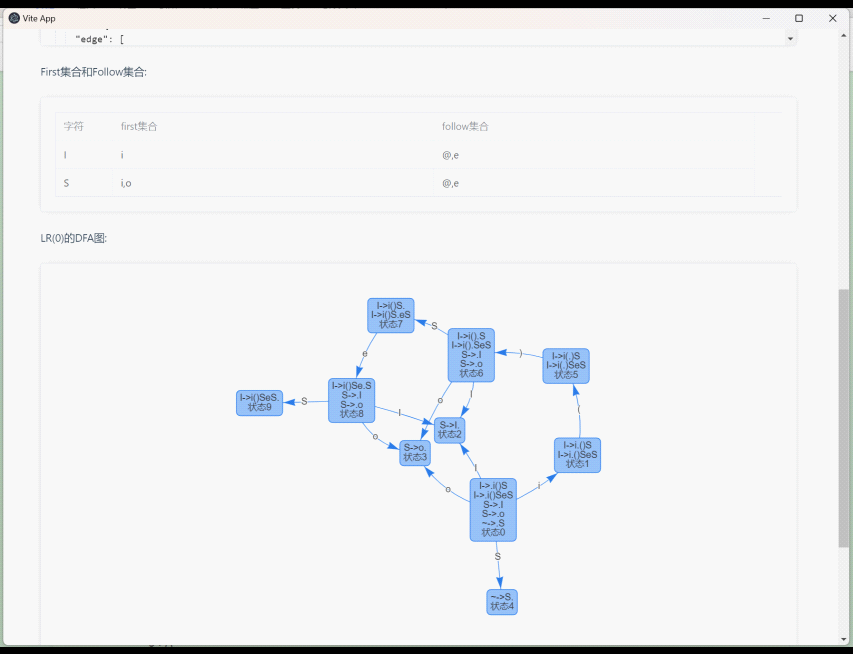 Vite App
"edge": [
First集合和Follow集合:
字符 first集合 follow集合
I i @,e
S i,o @,e
LR(0)的DFA图:
I->i()S.
I->i()S.eS
状态7
S
I->i().S
I->i().SeS
S->.I
S->.o
状态6
)
I->i(.)S
I->i(.)SeS
状态5
e
I->i()SeS.
状态9
S
I->i()Se.S
S->.I
S->.o
状态8
I
o
o
I
(
S->I.
状态2
S->o.
状态3
I->i.()S
I->i.()SeS
状态1
o
I
i
I->.i()S
I->.i()SeS
S->.I
S->.o
~->.S
状态0
S
~->S.
状态4